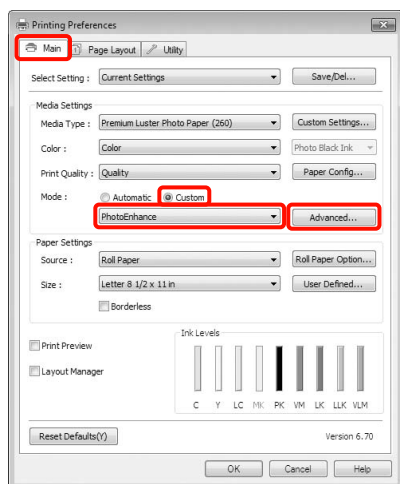 Printing Preferences
Main Page Layout Utility
Select Setting : Current Settings Save/Del...
Media Settings
Media Type : Premium Luster Photo Paper (260) Custom Settings...
Color : Color Photo Black Ink
Print Quality : Quality Paper Config...
Mode : Automatic Custom
PhotoEnhance Advanced...
Paper Settings
Source : Roll Paper Roll Paper Option...
Size : Letter 8 1/2 x 11 in User Defined...
Borderless
Ink Levels
Print Preview
Layout Manager
C Y LC MK PK VM LK LLK VLM
Reset Defaults(Y) Version 6.70
OK Cancel Help